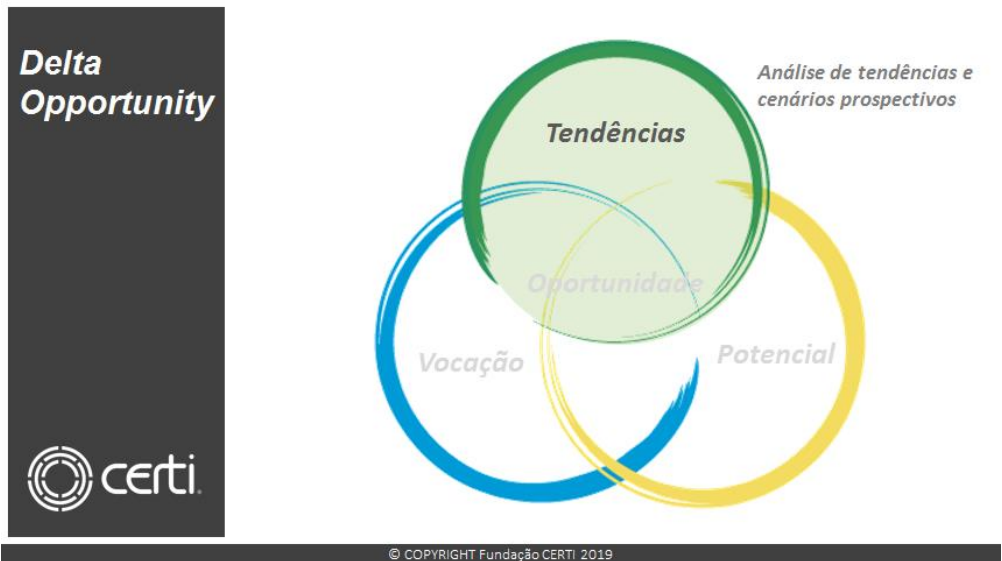 Delta
Opportunity
Análise de tendências e
cenários prospectivos
Tendências
Oportunidade
Vocação
Potencial
certi.
© COPYRIGHT Fundação CERTI 2019